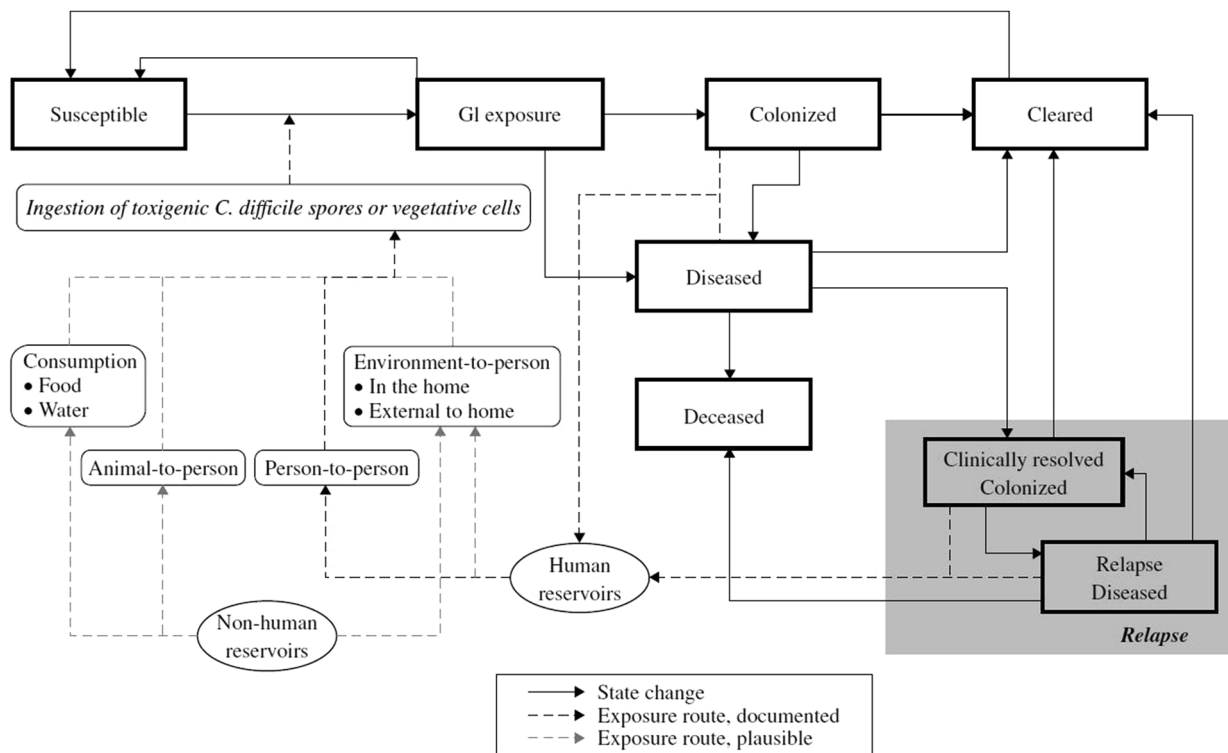 Susceptible
GI exposure
Colonized
Cleared
Ingestion of toxigenic C. difficile spores or vegetative cells
Diseased
Consumption
• Food
• Water
Environment-to-person
• In the home
• External to home
Deceased
Animal-to-person
Person-to-person
Clinically resolved
Colonized
Human
reservoirs
Relapse
Diseased
Non-human
reservoirs
Relapse
State change
Exposure route, documented
Exposure route, plausible